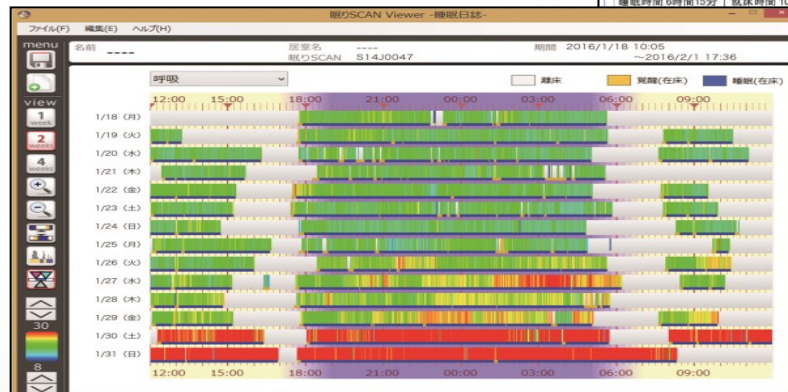 睡眠時間 6時間15分 就床時間 10
眠りSCAN Viewer -睡眠日誌-
ファイル(F) 編集(E) ヘルプ(H)
menu
名前 ----
居室名 ----
期間 2016/1/18 10:05
眠りSCAN S14J0047
～2016/2/1 17:36
呼吸
離床 覚醒(在床) 睡眠(在床)
view
1 week
2 weeks
4 weeks
12:00 15:00 18:00 21:00 00:00 03:00 06:00 09:00
1/18 (月)
1/19 (火)
1/20 (水)
1/21 (木)
1/22 (金)
1/23 (土)
1/24 (日)
1/25 (月)
1/26 (火)
1/27 (水)
1/28 (木)
1/29 (金)
1/30 (土)
1/31 (日)
30
8
12:00 15:00 18:00 21:00 00:00 03:00 06:00 09:00